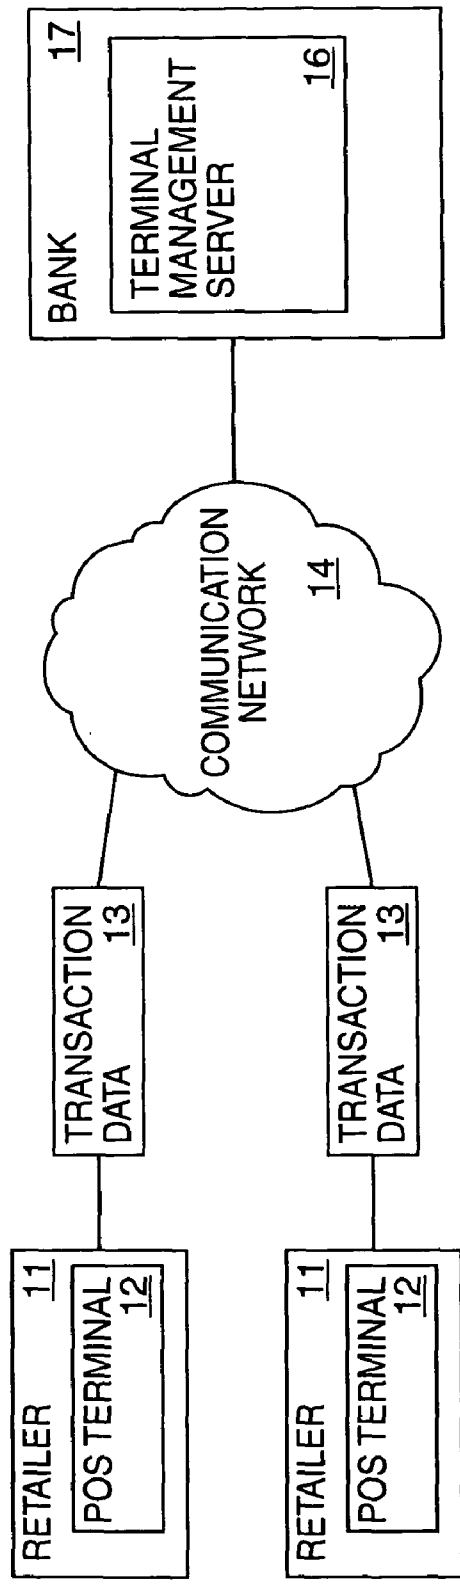 RETAILER 11
POS TERMINAL
12
TRANSACTION
DATA 13
RETAILER 11
POS TERMINAL
12
TRANSACTION
DATA 13
COMMUNICATION
NETWORK
14
BANK 17
TERMINAL
MANAGEMENT
SERVER 16